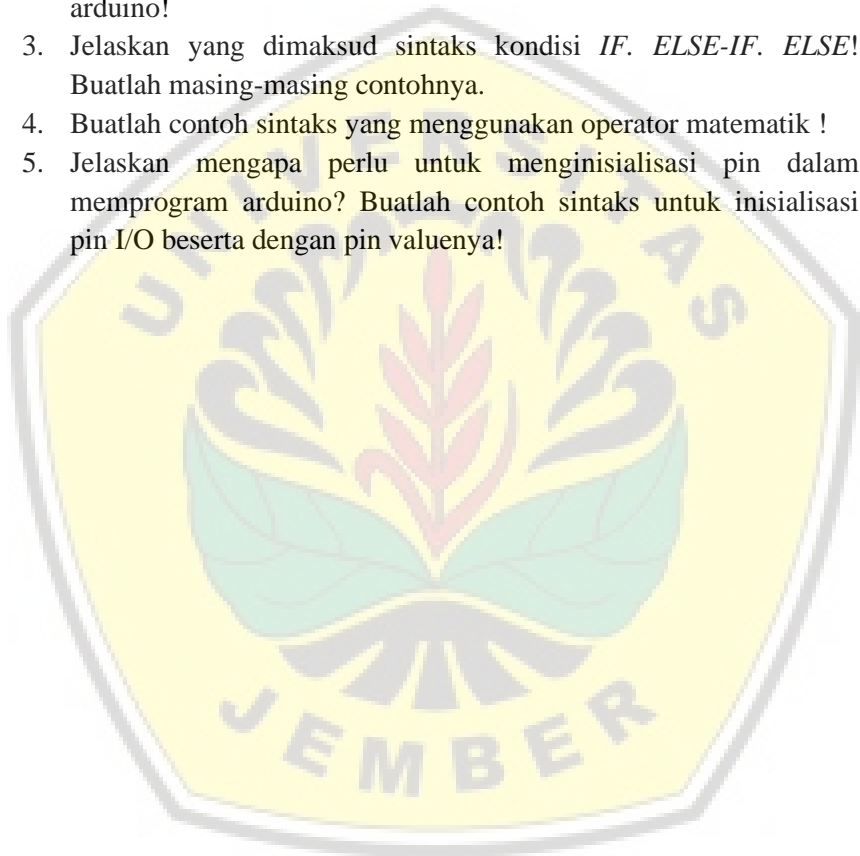 arduino!
3. Jelaskan yang dimaksud sintaks kondisi IF. ELSE-IF. ELSE!
Buatlah masing-masing contohnya.
4. Buatlah contoh sintaks yang menggunakan operator matematik !
5. Jelaskan mengapa perlu untuk menginisialisasi pin dalam
memprogram arduino? Buatlah contoh sintaks untuk inisialisasi
pin I/O beserta dengan pin valuenya!
UNIVERSITAS
JEMBER